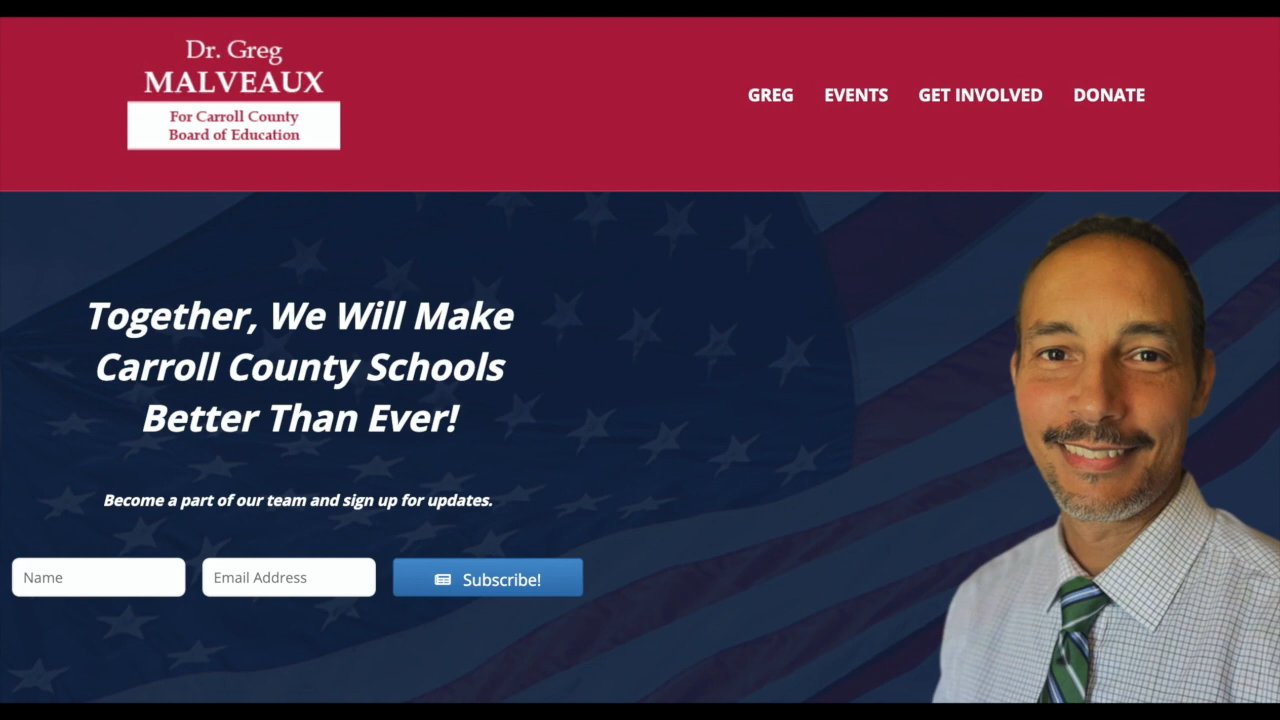 Dr. Greg
MALVEAUX
For Carroll County
Board of Education
GREG EVENTS GET INVOLVED DONATE
Together, We Will Make
Carroll County Schools
Better Than Ever!
Become a part of our team and sign up for updates.
Name Email Address Subscribe!